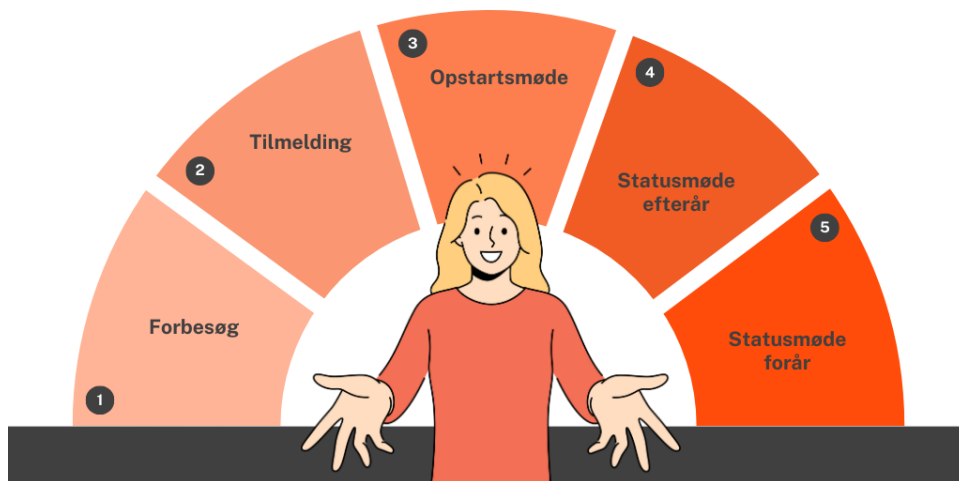 1
Forbesøg
2
Tilmelding
3
Opstartsmøde
4
Statusmøde
efterår
5
Statusmøde
forår